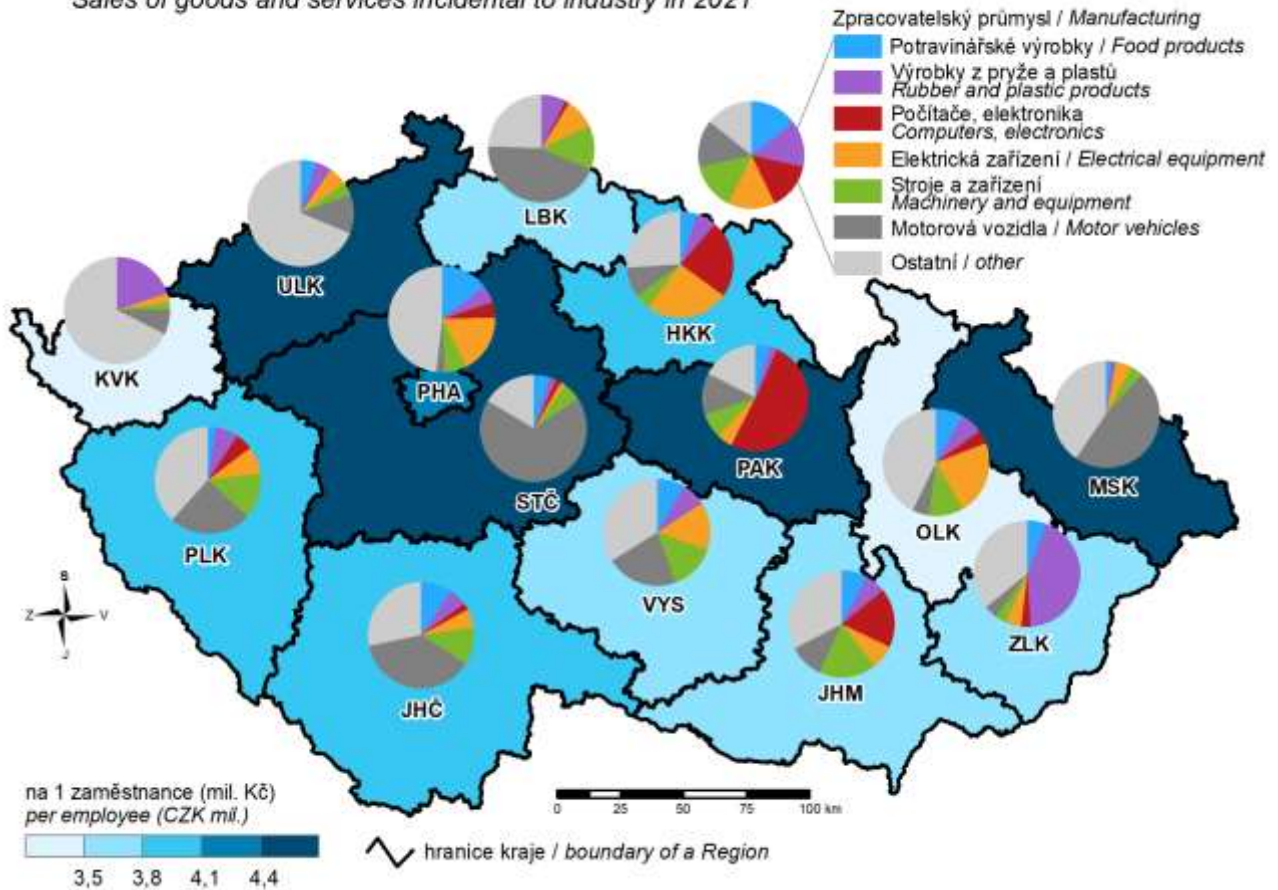 Sales of goods and services incidental to industry in 2021
Zpracovatelský průmysl / Manufacturing
Potravinářské výrobky / Food products
Výrobky z pryže a plastů
Rubber and plastic products
Počítače, elektronika
Computers, electronics
Elektrická zařízení / Electrical equipment
Stroje a zařízení
Machinery and equipment
Motorová vozidla / Motor vehicles
Ostatní / other
LBK
ULK
HKK
KVK
PHA
PAK
MSK
STČ
OLK
PLK
VYS
ZLK
JHM
JHČ
S
Z V
J
na 1 zaměstnance (mil. Kč)
per employee (CZK mil.)
3,5 3,8 4,1 4,4
0 25 50 75 100 km
hranice kraje / boundary of a Region